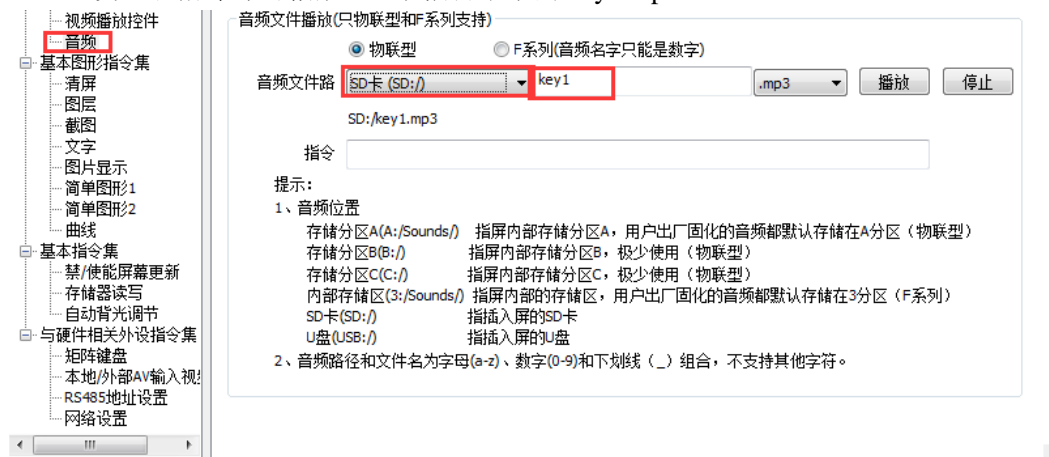 视频播放控件
音频
基本图形指令集
清屏
图层
截图
文字
图片显示
简单图形1
简单图形2
曲线
基本指令集
禁/使能屏幕更新
存储器读写
自动背光调节
与硬件相关外设指令集
矩阵键盘
本地/外部AV输入视
RS485地址设置
网络设置
音频文件播放(只物联型和F系列支持)
物联型 F系列(音频名字只能是数字)
音频文件路 SD卡 (SD:/) key1 .mp3 播放 停止
SD:/key1.mp3
指令
提示:
1、音频位置
存储分区A(A:/Sounds/) 指屏内部存储分区A，用户出厂固化的音频都默认存储在A分区（物联型）
存储分区B(B:/) 指屏内部存储分区B，极少使用（物联型）
存储分区C(C:/) 指屏内部存储分区C，极少使用（物联型）
内部存储区(3:/Sounds/) 指屏内部的存储区，用户出厂固化的音频都默认存储在3分区（F系列）
SD卡(SD:/) 指插入屏的SD卡
U盘(USB:/) 指插入屏的U盘
2、音频路径和文件名为字母(a-z)、数字(0-9)和下划线（_）组合，不支持其他字符。